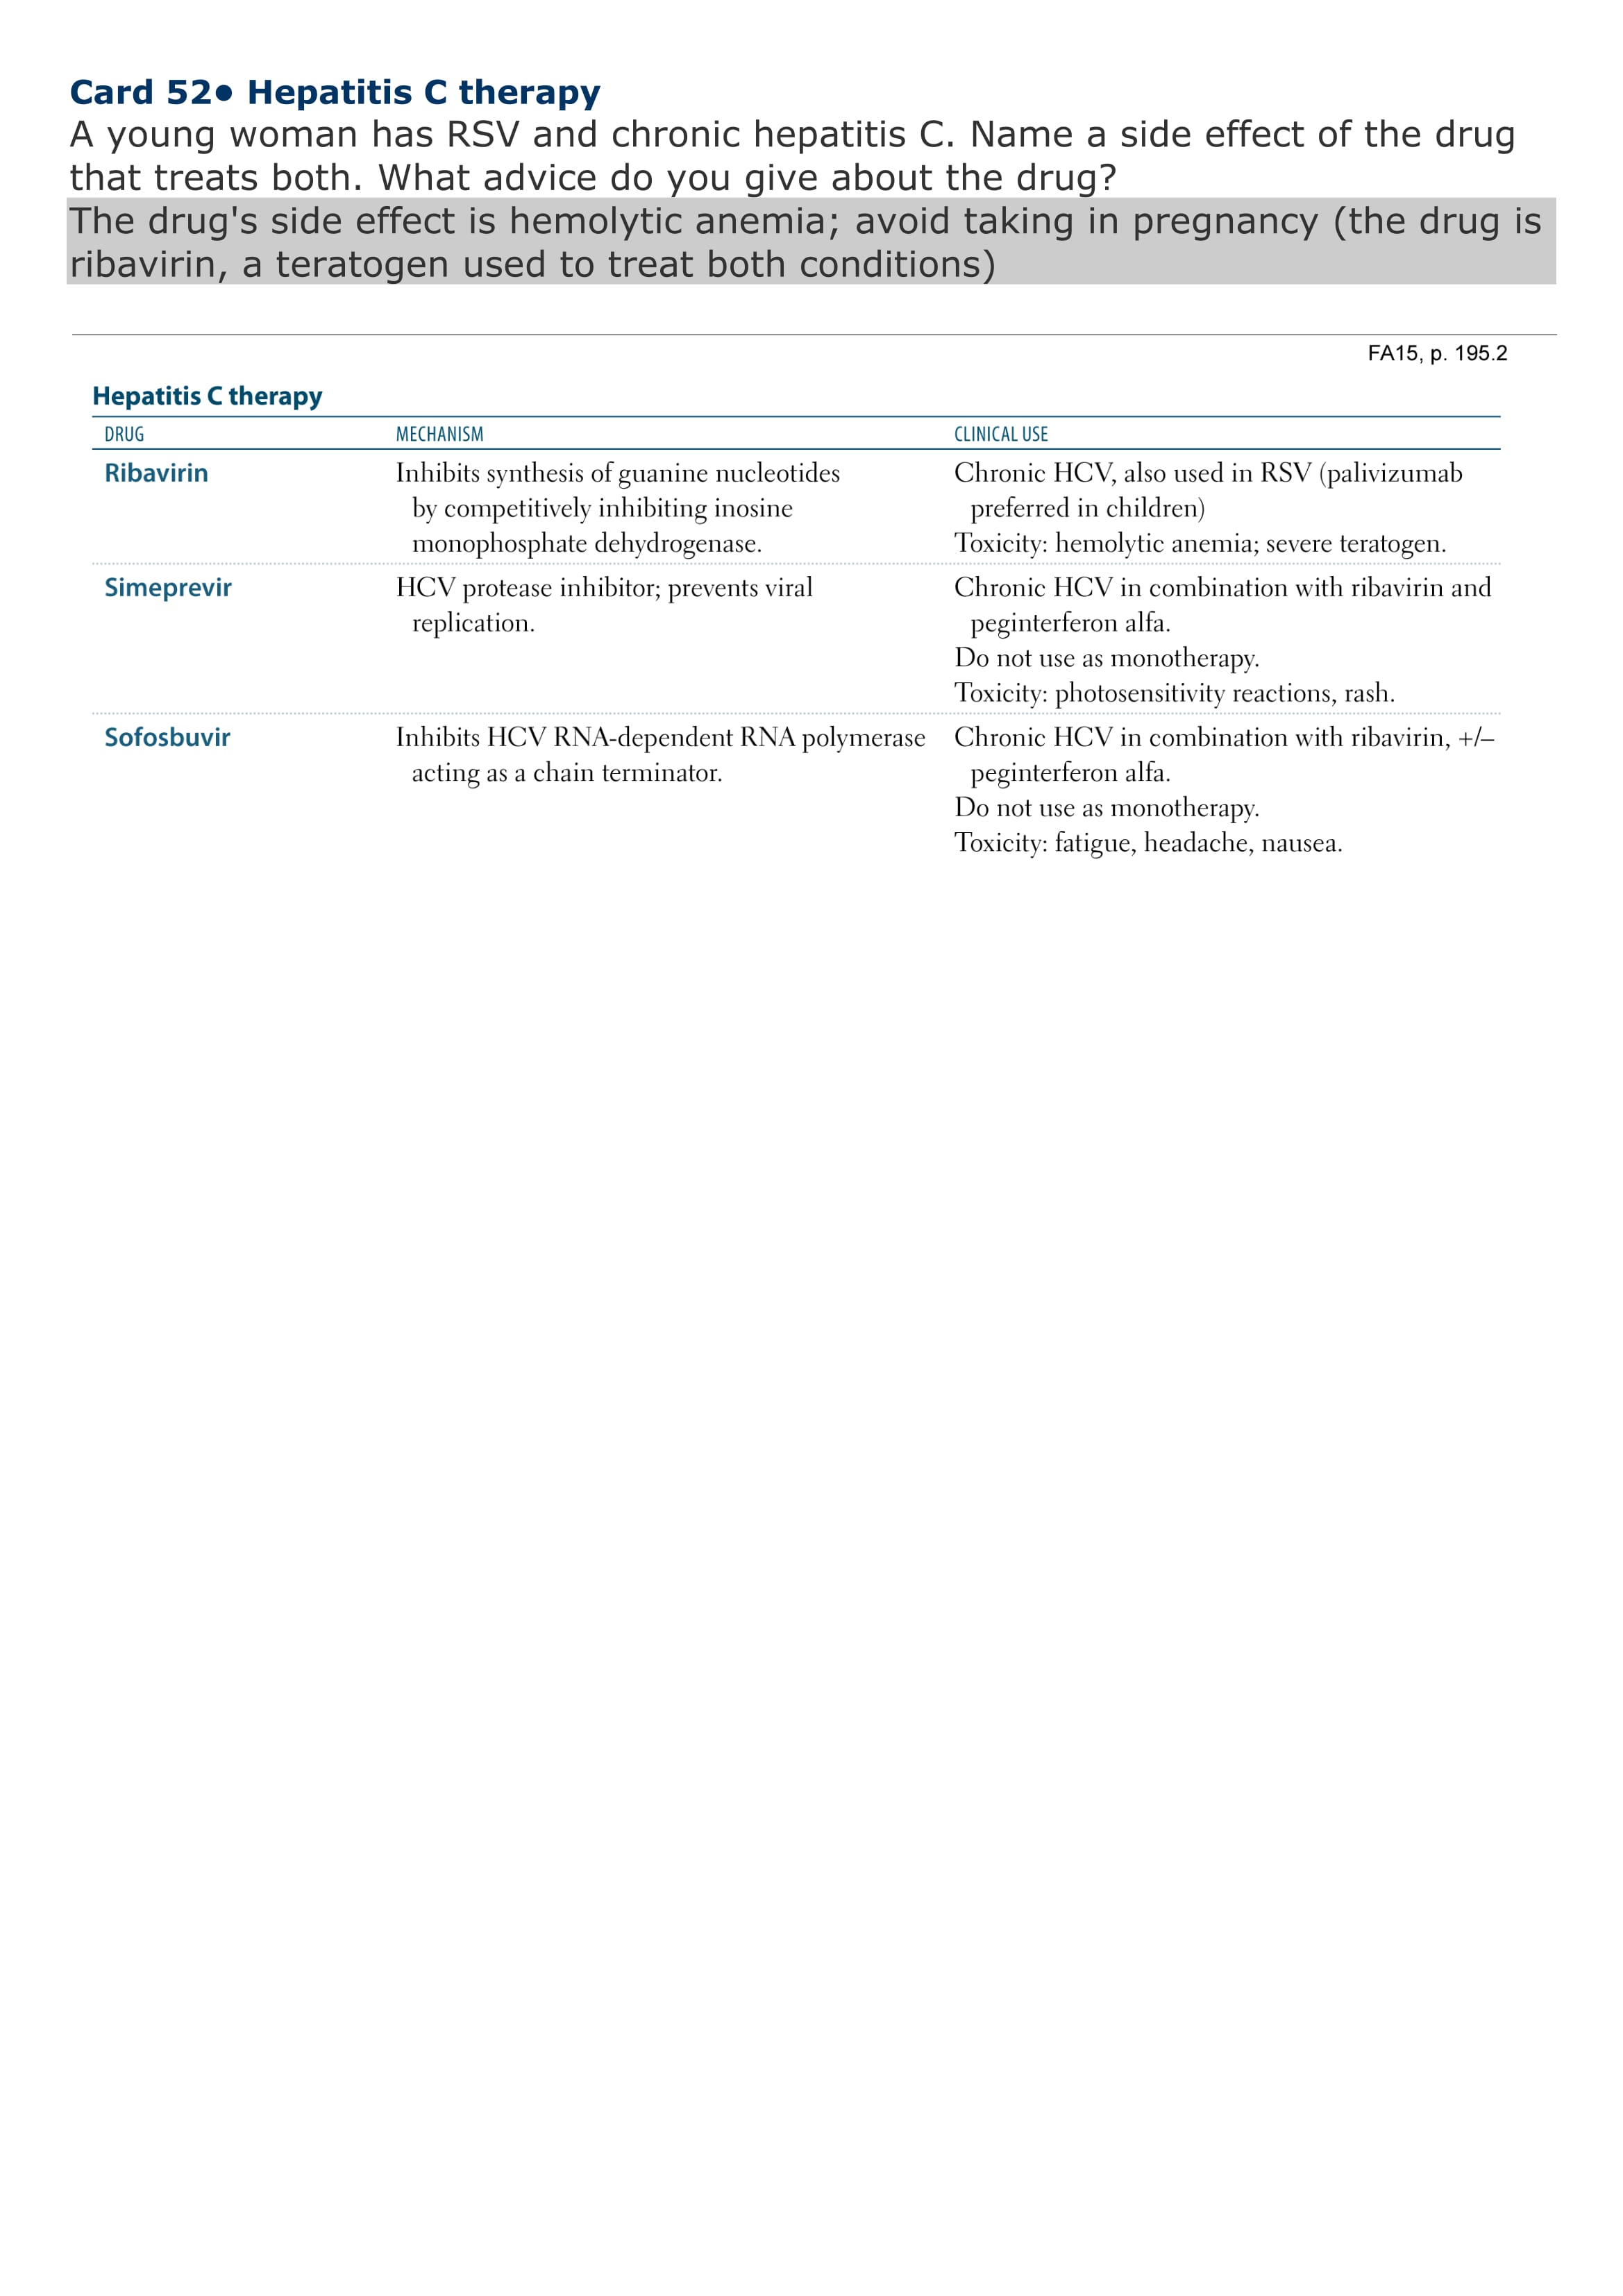 Card 52• Hepatitis C therapy
A young woman has RSV and chronic hepatitis C. Name a side effect of the drug
that treats both. What advice do you give about the drug?
The drug's side effect is hemolytic anemia; avoid taking in pregnancy (the drug is
ribavirin, a teratogen used to treat both conditions)
FA15, p. 195.2
Hepatitis C therapy
DRUG MECHANISM CLINICAL USE
Ribavirin Inhibits synthesis of guanine nucleotides Chronic HCV, also used in RSV (palivizumab
by competitively inhibiting inosine preferred in children)
monophosphate dehydrogenase. Toxicity: hemolytic anemia; severe teratogen.
Simeprevir HCV protease inhibitor; prevents viral Chronic HCV in combination with ribavirin and
replication. peginterferon alfa.
Do not use as monotherapy.
Toxicity: photosensitivity reactions, rash.
Sofosbuvir Inhibits HCV RNA-dependent RNA polymerase Chronic HCV in combination with ribavirin, +/–
acting as a chain terminator. peginterferon alfa.
Do not use as monotherapy.
Toxicity: fatigue, headache, nausea.